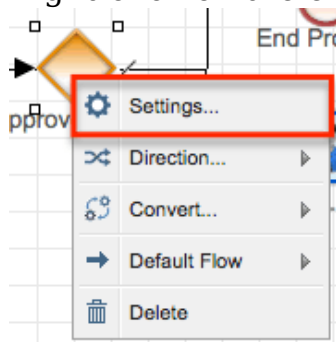 End Pro
pprov
Settings...
Direction...
Convert...
Default Flow
Delete